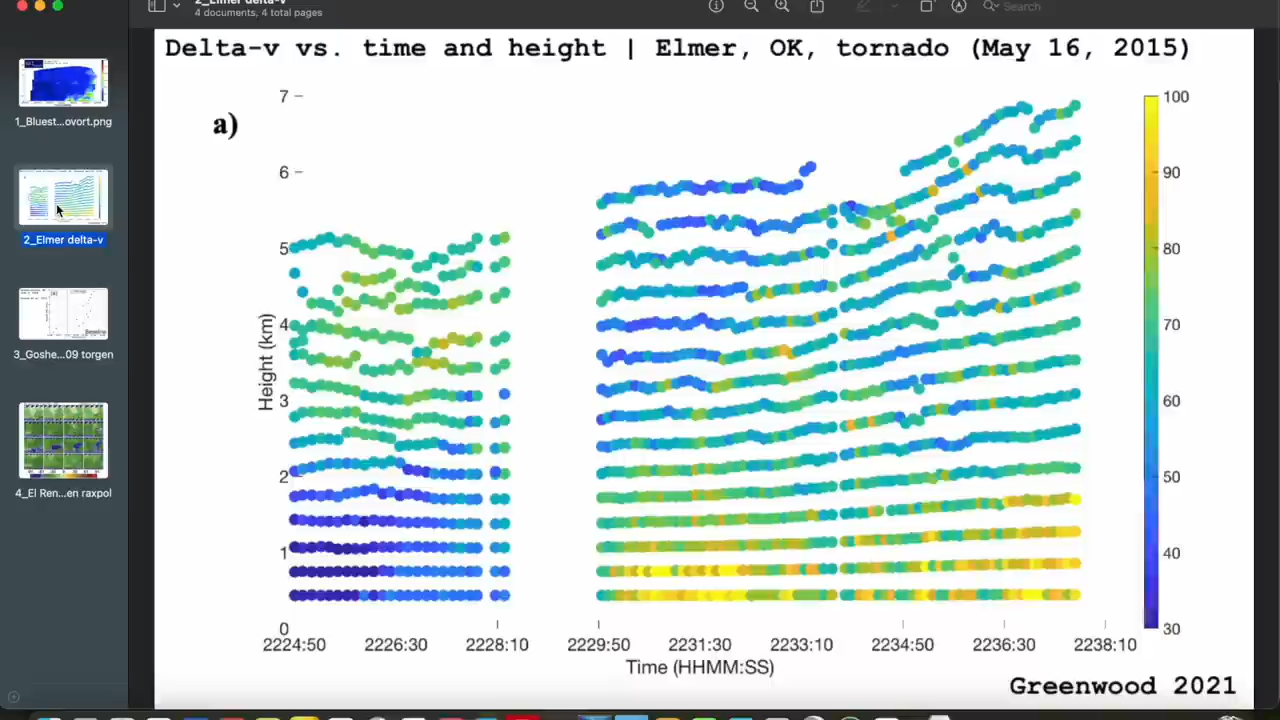 2_Elmer delta-v
4 documents, 4 total pages
Search
1_Bluest...ovort.png
2_Elmer delta-v
3_Goshe...09 torgen
4_El Ren...en raxpol
Delta-v vs. time and height | Elmer, OK, tornado (May 16, 2015)
a)
7
6
5
4
3
2
1
0
Height (km)
2224:50 2226:30 2228:10 2229:50 2231:30 2233:10 2234:50 2236:30 2238:10
Time (HHMM:SS)
100
90
80
70
60
50
40
30
Greenwood 2021